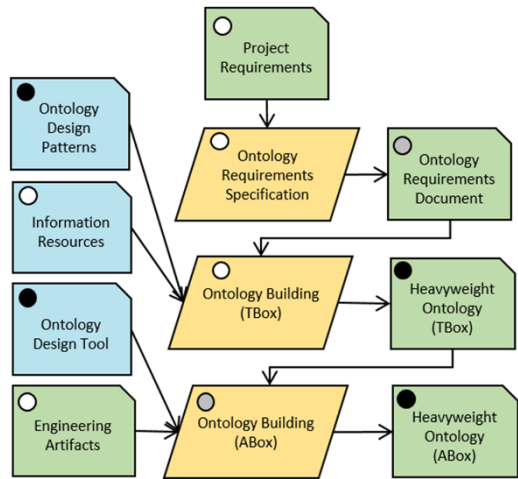 Project
Requirements
Ontology
Design
Patterns
Ontology
Requirements
Specification
Ontology
Requirements
Document
Information
Resources
Ontology Building
(TBox)
Heavyweight
Ontology
(TBox)
Ontology
Design Tool
Engineering
Artifacts
Ontology Building
(ABox)
Heavyweight
Ontology
(ABox)